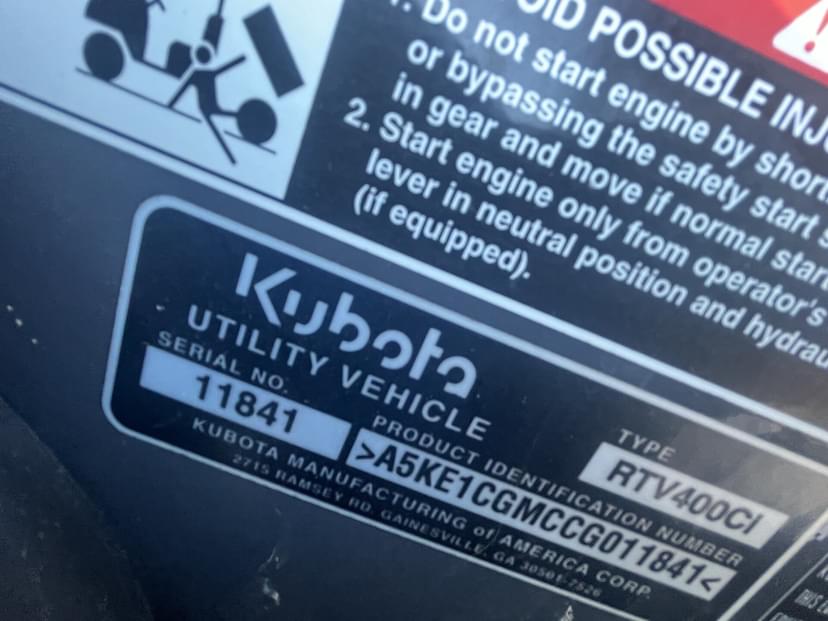 OID POSSIBLE INJ
1. Do not start engine by short
or bypassing the safety start
in gear and move if normal start
2. Start engine only from operator's
lever in neutral position and hydrau
(if equipped).
Kubota
UTILITY VEHICLE
SERIAL NO.
11841
PRODUCT IDENTIFICATION NUMBER
>A5KE1CGMCCG011841<
TYPE
RTV400CI
KUBOTA MANUFACTURING of AMERICA CORP.
2715 RAMSEY RD. GAINESVILLE, GA 30501-7526